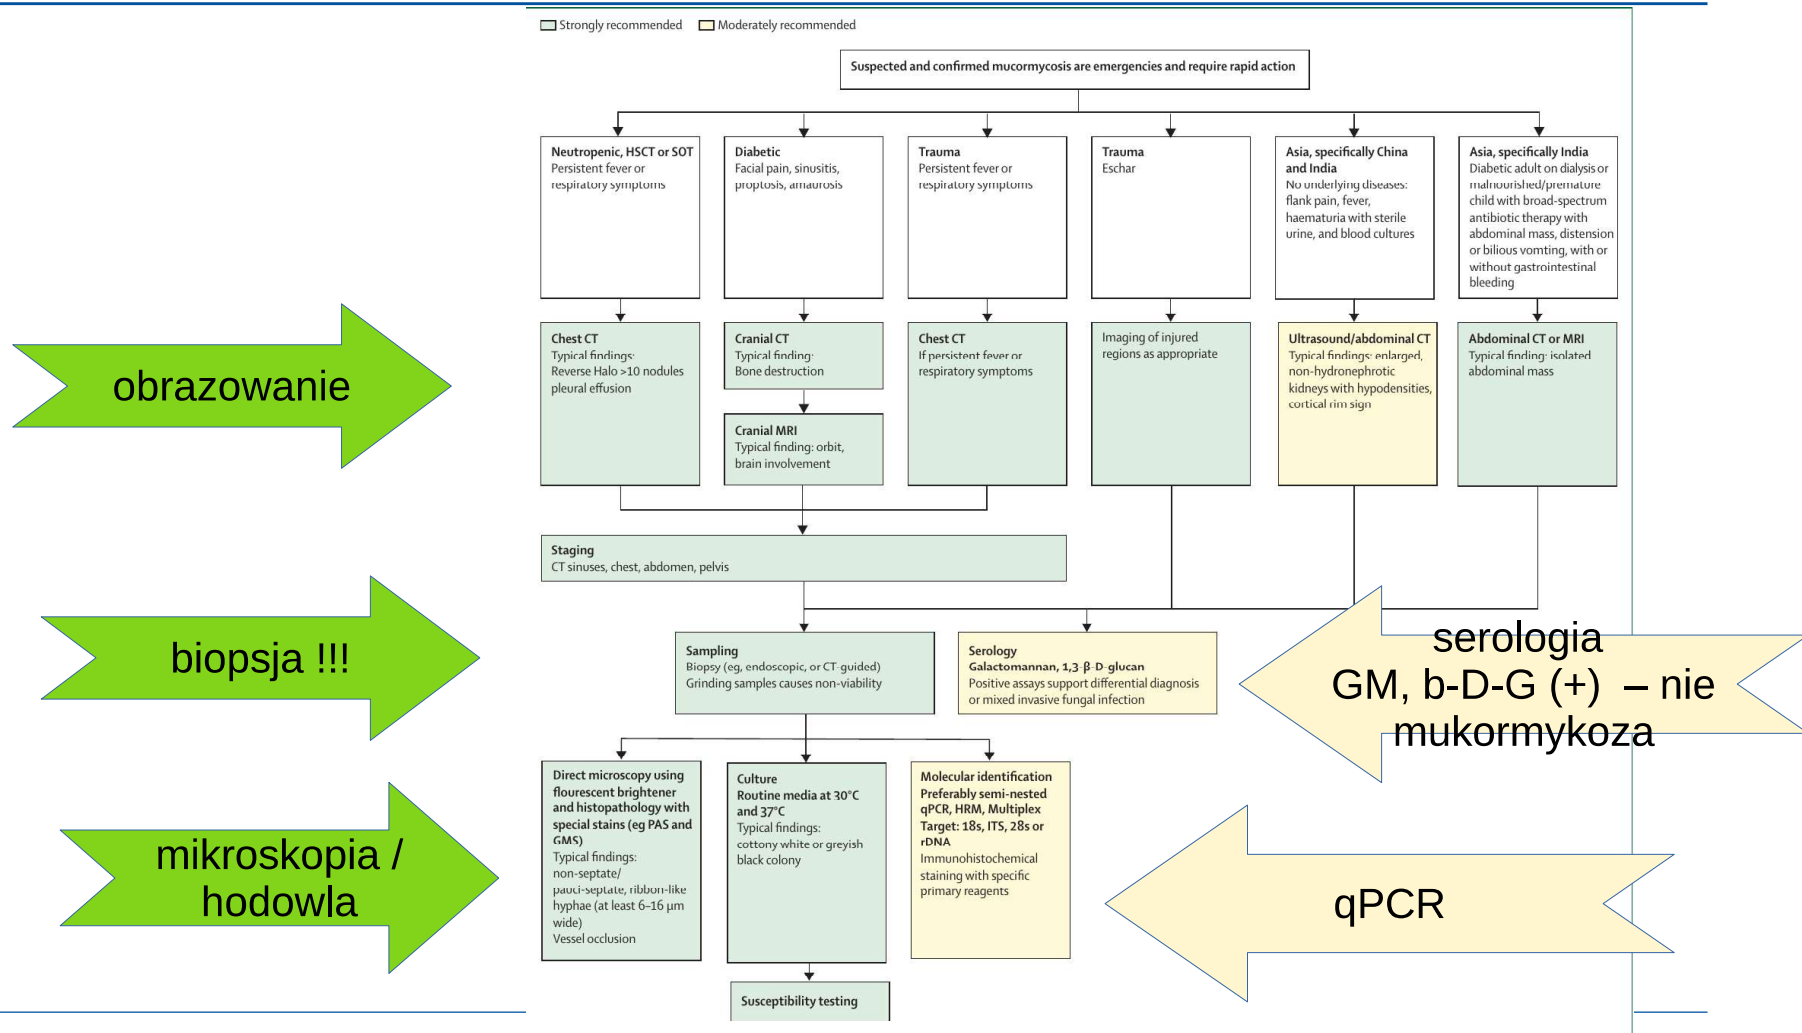 Strongly recommended
Moderately recommended
Suspected and confirmed mucormycosis are emergencies and require rapid action
Neutropenic, HSCT or SOT
Persistent fever or
respiratory symptoms
Diabetic
Facial pain, sinusitis,
proptosis, amaurosis
Trauma
Persistent fever or
respiratory symptoms
Trauma
Eschar
Asia, specifically China
and India
No underlying diseases:
flank pain, fever,
haematuria with sterile
urine, and blood cultures
Asia, specifically India
Diabetic adult on dialysis or
malnourished/premature
child with broad-spectrum
antibiotic therapy with
abdominal mass, distension
or bilious vomting, with or
without gastrointestinal
bleeding
obrazowanie
Chest CT
Typical findings:
Reverse Halo >10 nodules
pleural effusion
Cranial CT
Typical finding:
Bone destruction
Cranial MRI
Typical finding: orbit,
brain involvement
Chest CT
If persistent fever or
respiratory symptoms
Imaging of injured
regions as appropriate
Ultrasound/abdominal CT
Typical findings: enlarged,
non-hydronephrotic
kidneys with hypodensities,
cortical rim sign
Abdominal CT or MRI
Typical finding: isolated
abdominal mass
Staging
CT sinuses, chest, abdomen, pelvis
biopsja !!!
Sampling
Biopsy (eg, endoscopic, or CT-guided)
Grinding samples causes non-viability
Serology
Galactomannan, 1,3-β-D-glucan
Positive assays support differential diagnosis
or mixed invasive fungal infection
serologia
GM, b-D-G (+) – nie
mukormykoza
mikroskopia /
hodowla
Direct microscopy using
flourescent brightener
and histopathology with
special stains (eg PAS and
GMS)
Typical findings:
non-septate/
pauci-septate, ribbon-like
hyphae (at least 6–16 µm
wide)
Vessel occlusion
Culture
Routine media at 30°C
and 37°C
Typical findings:
cottony white or greyish
black colony
Molecular identification
Preferably semi-nested
qPCR, HRM, Multiplex
Target: 18s, ITS, 28s or
rDNA
Immunohistochemical
staining with specific
primary reagents
qPCR
Susceptibility testing